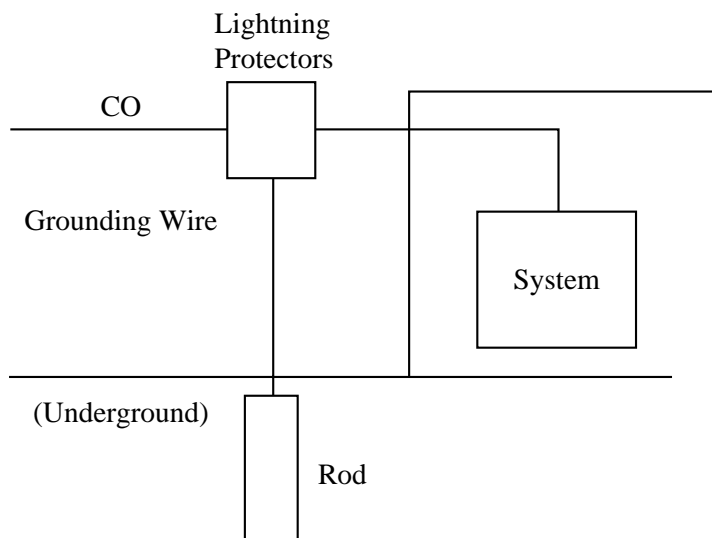 Lightning
Protectors
CO
Grounding Wire
System
(Underground)
Rod